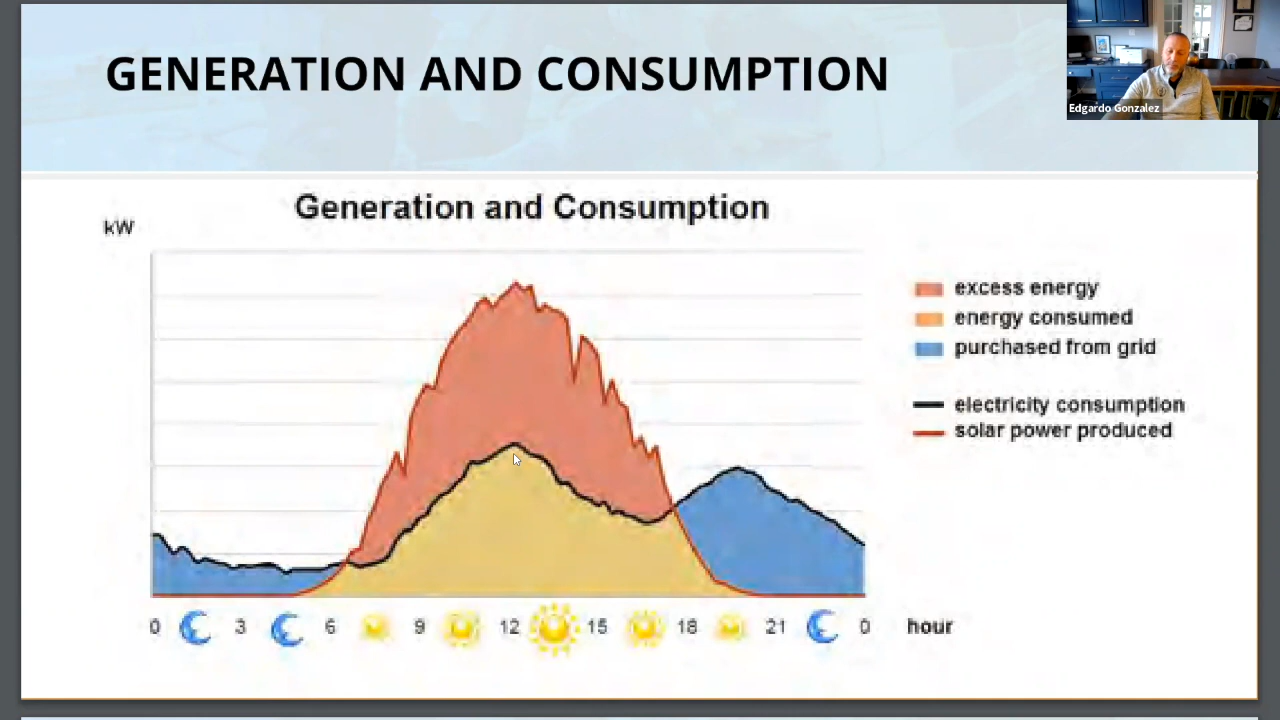 GENERATION AND CONSUMPTION
Edgardo Gonzalez
Generation and Consumption
kW
excess energy
energy consumed
purchased from grid
electricity consumption
solar power produced
0 3 6 9 12 15 18 21 0 hour